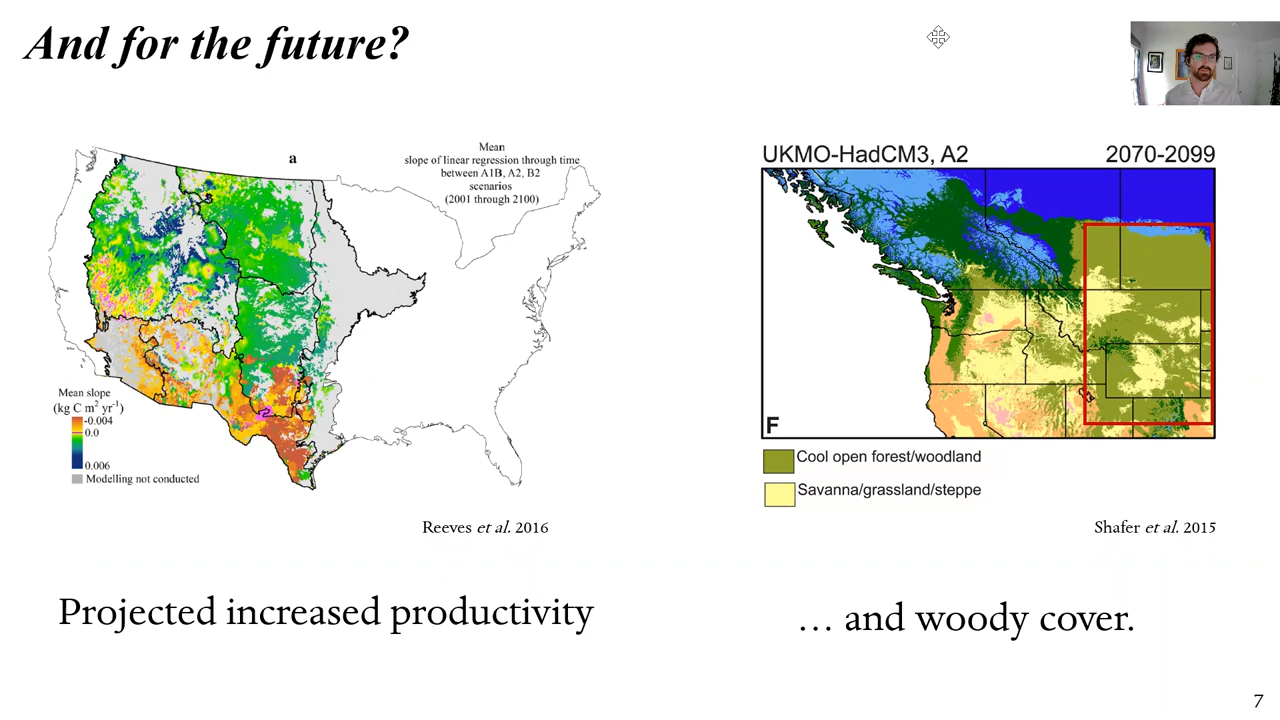 And for the future?
a
Mean
slope of linear regression through time
between A1B, A2, B2
scenarios
(2001 through 2100)
Mean slope
(kg C m² yr⁻¹)
-0.004
0.0
0.006
Modelling not conducted
Reeves et al. 2016
Projected increased productivity
UKMO-HadCM3, A2 2070-2099
F
Cool open forest/woodland
Savanna/grassland/steppe
Shafer et al. 2015
… and woody cover.
7